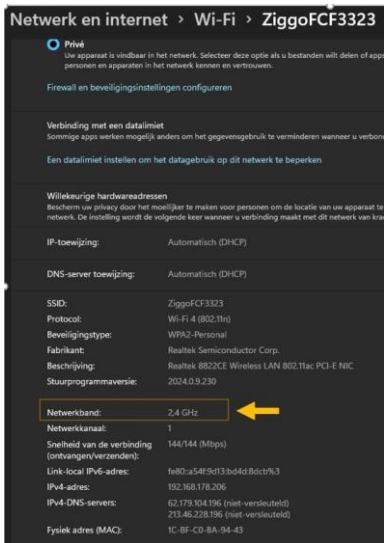 Netwerk en internet > Wi-Fi > ZiggoFCF3323
Privé
Uw apparaat is vindbaar in het netwerk. Selecteer deze optie als u bestanden wilt delen of apps
personen en apparaten in het netwerk kennen en vertrouwen.
Firewall en beveiligingsinstellingen configureren
Verbinding met een datalimiet
Sommige apps werken mogelijk anders om het gegevensgebruik te verminderen wanneer u verbon
Een datalimiet instellen om het datagebruik op dit netwerk te beperken
Willekeurige hardwareadressen
Bescherm uw privacy door het moeilijker te maken voor personen om de locatie van uw apparaat te
netwerk. De instelling wordt de volgende keer wanneer u verbinding maakt met dit netwerk van kra
IP-toewijzing: Automatisch (DHCP)
DNS-server toewijzing: Automatisch (DHCP)
SSID: ZiggoFCF3323
Protocol: Wi-Fi 4 (802.11n)
Beveiligingstype: WPA2-Personal
Fabrikant: Realtek Semiconductor Corp.
Beschrijving: Realtek 8822CE Wireless LAN 802.11ac PCI-E NIC
Stuurprogrammaversie: 2024.0.9.230
Netwerkband: 2,4 GHz
Netwerkkanaal: 1
Snelheid van de verbinding 144/144 (Mbps)
(ontvangen/verzenden):
Link-local IPv6-adres: fe80::a54f:9d13:bd4d:8dcb%3
IPv4-adres: 192.168.178.206
IPv4-DNS-servers: 62.179.104.196 (niet-versleuteld)
213.46.228.196 (niet-versleuteld)
Fysiek adres (MAC): 1C-BF-C0-8A-94-43